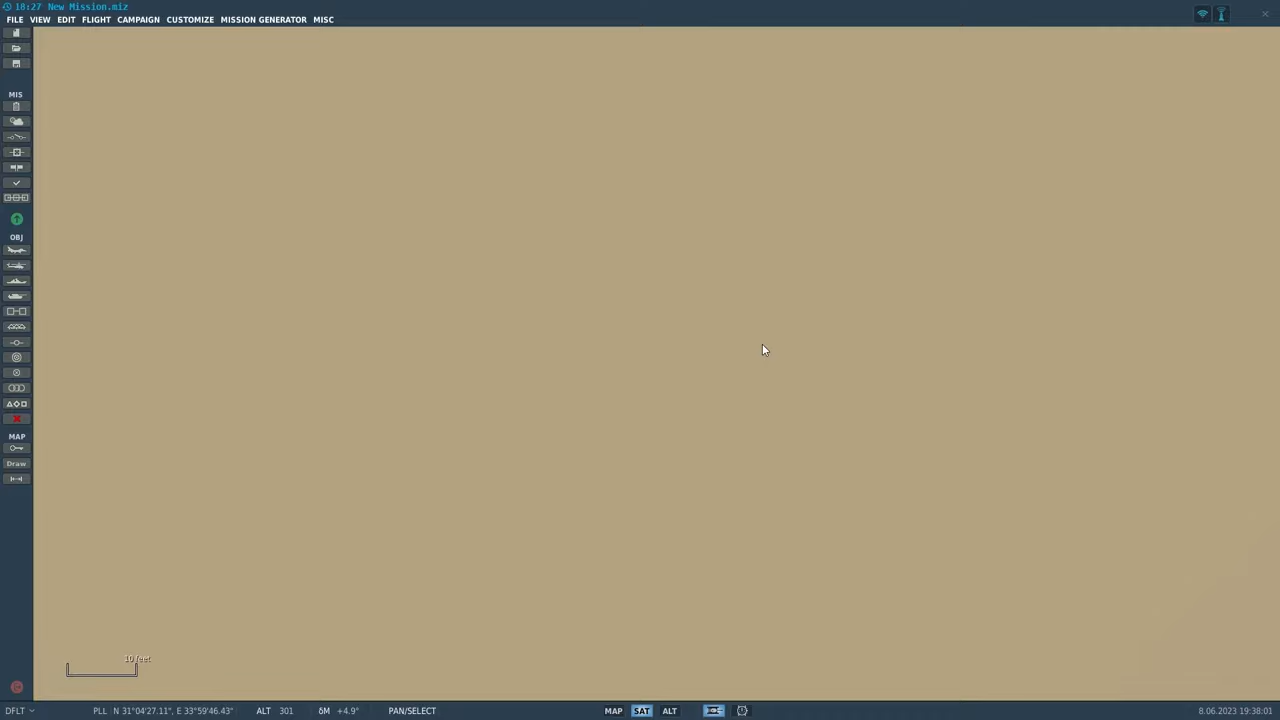 18:27 New Mission.miz
FILE VIEW EDIT FLIGHT CAMPAIGN CUSTOMIZE MISSION GENERATOR MISC
MIS
OBJ
MAP
Draw
10 feet
DFLT PLL N 31°04'27.11", E 33°59'46.43" ALT 301 δM +4.9° PAN/SELECT MAP SAT ALT 8.06.2023 19:38:01